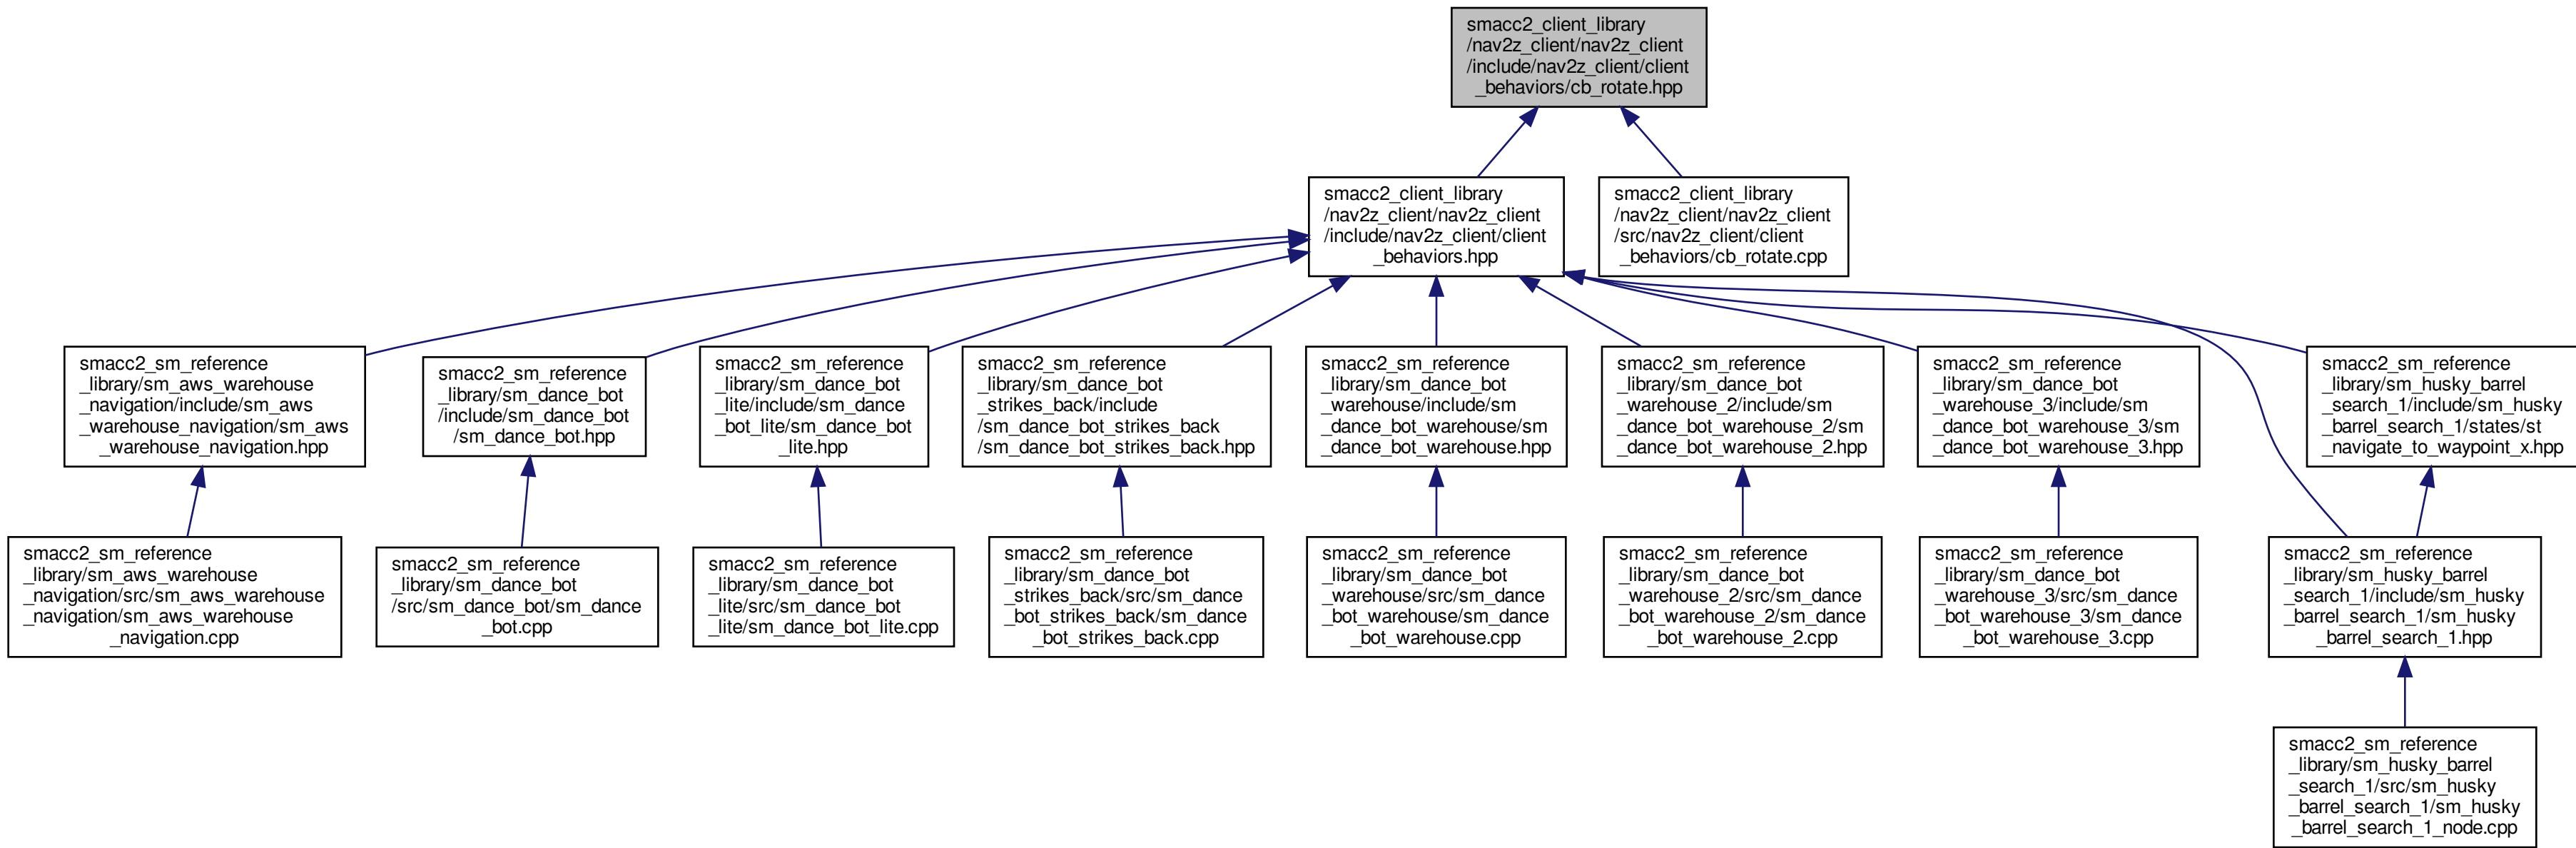 smacc2_client_library
/nav2z_client/nav2z_client
/include/nav2z_client/client
_behaviors/cb_rotate.hpp
smacc2_client_library
/nav2z_client/nav2z_client
/include/nav2z_client/client
_behaviors.hpp
smacc2_client_library
/nav2z_client/nav2z_client
/src/nav2z_client/client
_behaviors/cb_rotate.cpp
smacc2_sm_reference
_library/sm_aws_warehouse
_navigation/include/sm_aws
_warehouse_navigation/sm_aws
_warehouse_navigation.hpp
smacc2_sm_reference
_library/sm_dance_bot
/include/sm_dance_bot
/sm_dance_bot.hpp
smacc2_sm_reference
_library/sm_dance_bot
_lite/include/sm_dance
_bot_lite/sm_dance_bot
_lite.hpp
smacc2_sm_reference
_library/sm_dance_bot
_strikes_back/include
/sm_dance_bot_strikes_back
/sm_dance_bot_strikes_back.hpp
smacc2_sm_reference
_library/sm_dance_bot
_warehouse/include/sm
_dance_bot_warehouse/sm
_dance_bot_warehouse.hpp
smacc2_sm_reference
_library/sm_dance_bot
_warehouse_2/include/sm
_dance_bot_warehouse_2/sm
_dance_bot_warehouse_2.hpp
smacc2_sm_reference
_library/sm_dance_bot
_warehouse_3/include/sm
_dance_bot_warehouse_3/sm
_dance_bot_warehouse_3.hpp
smacc2_sm_reference
_library/sm_husky_barrel
_search_1/include/sm_husky
_barrel_search_1/states/st
_navigate_to_waypoint_x.hpp
smacc2_sm_reference
_library/sm_aws_warehouse
_navigation/src/sm_aws_warehouse
_navigation/sm_aws_warehouse
_navigation.cpp
smacc2_sm_reference
_library/sm_dance_bot
/src/sm_dance_bot/sm_dance
_bot.cpp
smacc2_sm_reference
_library/sm_dance_bot
_lite/src/sm_dance_bot
_lite/sm_dance_bot_lite.cpp
smacc2_sm_reference
_library/sm_dance_bot
_strikes_back/src/sm_dance
_bot_strikes_back/sm_dance
_bot_strikes_back.cpp
smacc2_sm_reference
_library/sm_dance_bot
_warehouse/src/sm_dance
_bot_warehouse/sm_dance
_bot_warehouse.cpp
smacc2_sm_reference
_library/sm_dance_bot
_warehouse_2/src/sm_dance
_bot_warehouse_2/sm_dance
_bot_warehouse_2.cpp
smacc2_sm_reference
_library/sm_dance_bot
_warehouse_3/src/sm_dance
_bot_warehouse_3/sm_dance
_bot_warehouse_3.cpp
smacc2_sm_reference
_library/sm_husky_barrel
_search_1/include/sm_husky
_barrel_search_1/sm_husky
_barrel_search_1.hpp
smacc2_sm_reference
_library/sm_husky_barrel
_search_1/src/sm_husky
_barrel_search_1/sm_husky
_barrel_search_1_node.cpp